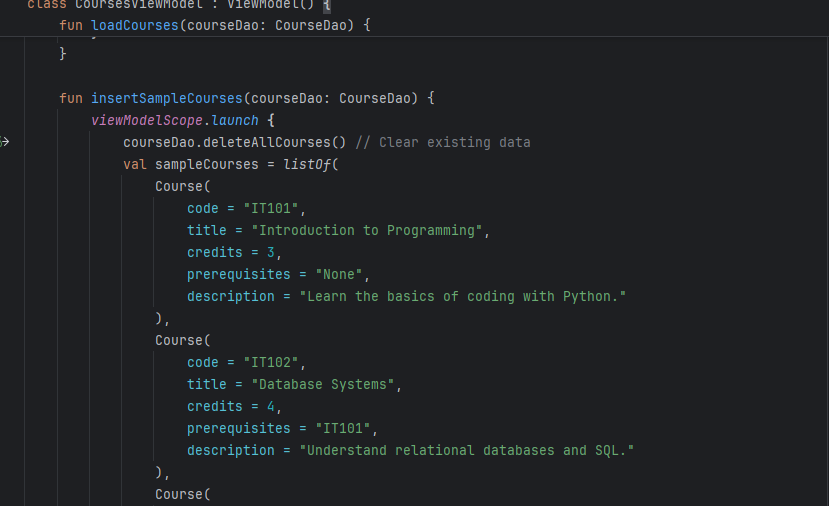 class CoursesViewModel : ViewModel() {
    fun loadCourses(courseDao: CourseDao) {
    }
    fun insertSampleCourses(courseDao: CourseDao) {
        viewModelScope.launch {
            courseDao.deleteAllCourses() // Clear existing data
            val sampleCourses = listOf(
                Course(
                    code = "IT101",
                    title = "Introduction to Programming",
                    credits = 3,
                    prerequisites = "None",
                    description = "Learn the basics of coding with Python."
                ),
                Course(
                    code = "IT102",
                    title = "Database Systems",
                    credits = 4,
                    prerequisites = "IT101",
                    description = "Understand relational databases and SQL."
                ),
                Course(